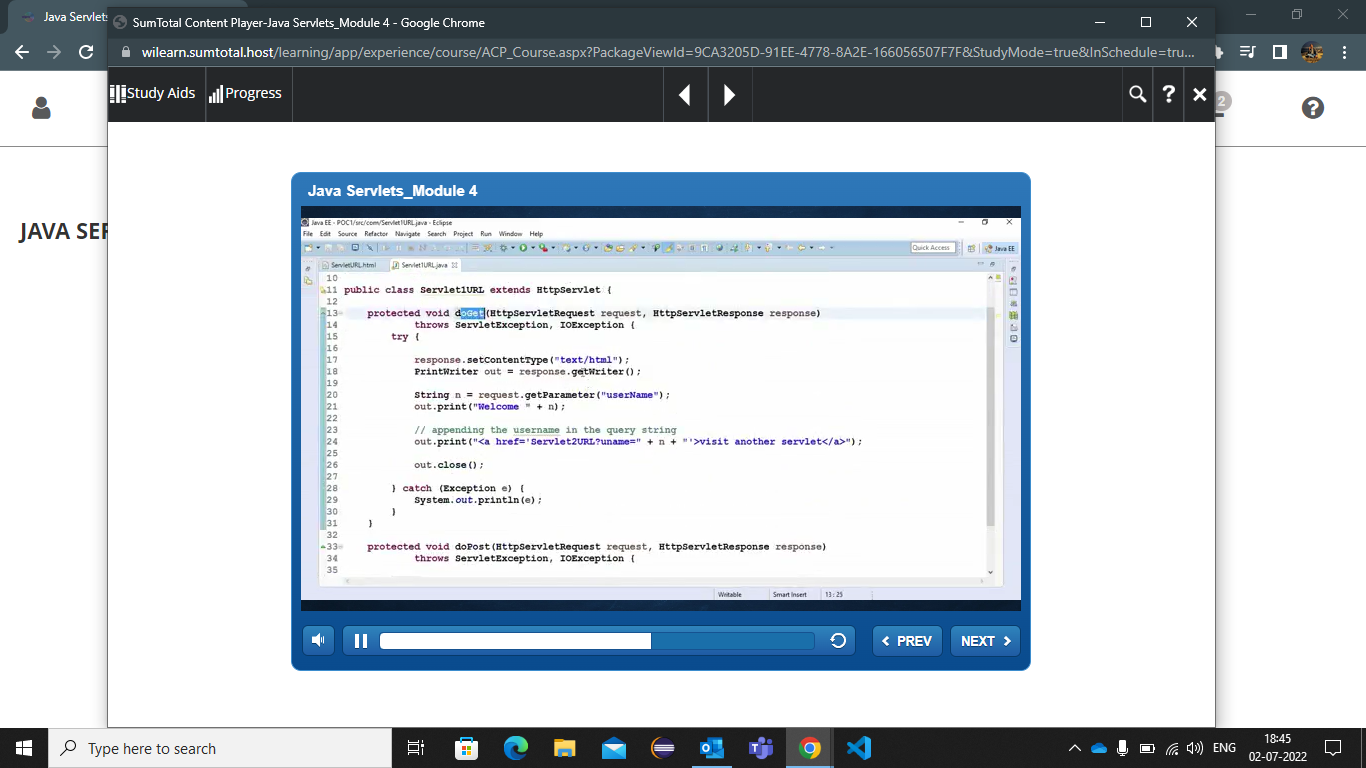 Java Servlets
SumTotal Content Player-Java Servlets_Module 4 - Google Chrome
wilearn.sumtotal.host/learning/app/experience/course/ACP_Course.aspx?PackageViewId=9CA3205D-91EE-4778-8A2E-166056507F7F&StudyMode=true&InSchedule=tru...
Study Aids
Progress
?
2
?
JAVA SER
Java Servlets_Module 4
Java EE - POC1/src/com/Servlet1URL.java - Eclipse
File Edit Source Refactor Navigate Search Project Run Window Help
Quick Access
Java EE
ServletURL.html
Servlet1URL.java
10
11 public class Servlet1URL extends HttpServlet {
12
13 protected void doGet(HttpServletRequest request, HttpServletResponse response)
14 throws ServletException, IOException {
15 try {
16
17 response.setContentType("text/html");
18 PrintWriter out = response.getWriter();
19
20 String n = request.getParameter("userName");
21 out.print("Welcome " + n);
22
23 // appending the username in the query string
24 out.print("<a href='Servlet2URL?uname=" + n + "'>visit another servlet</a>");
25
26 out.close();
27
28 } catch (Exception e) {
29 System.out.println(e);
30 }
31 }
32
33 protected void doPost(HttpServletRequest request, HttpServletResponse response)
34 throws ServletException, IOException {
35
Writable
Smart Insert
13 : 25
PREV
NEXT
Type here to search
ENG
18:45
02-07-2022